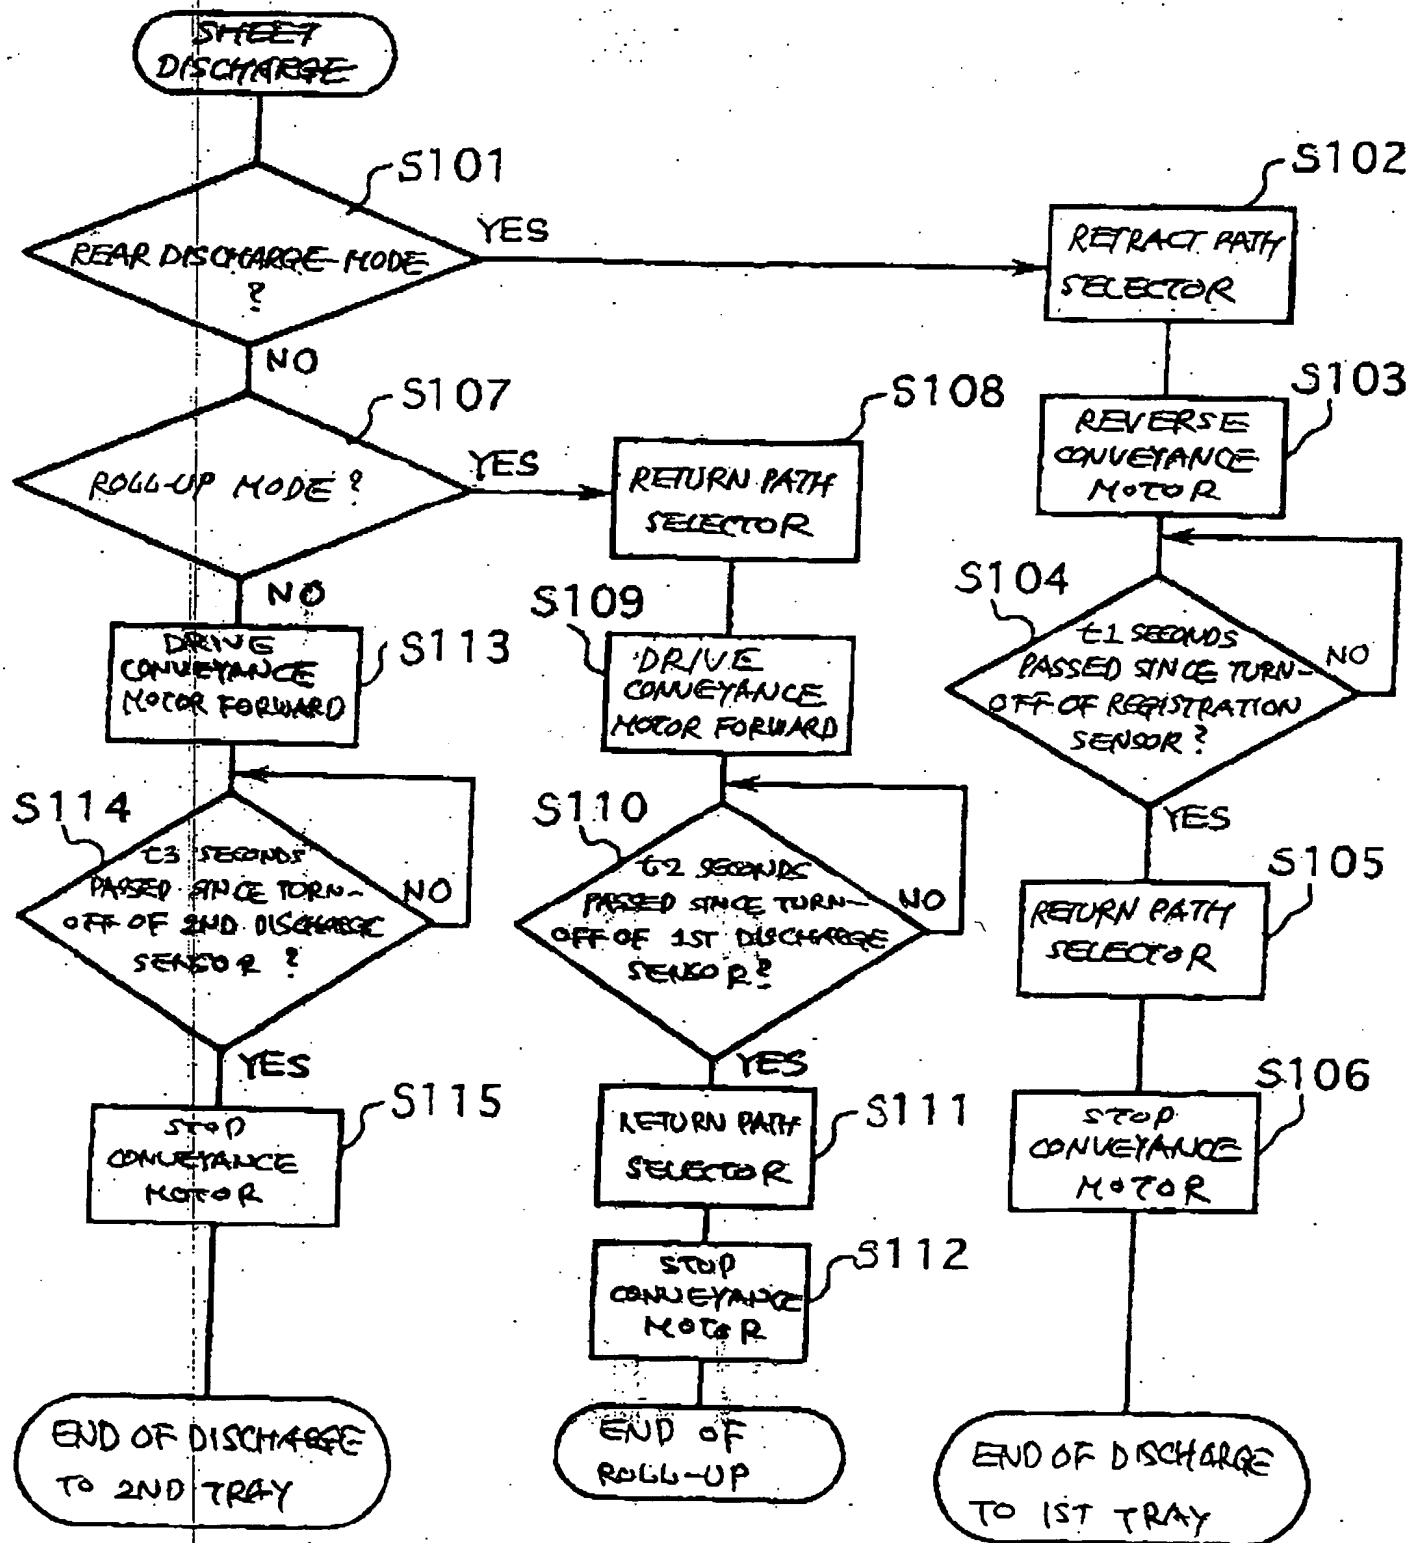 SHEET
DISCHARGE
S101
REAR DISCHARGE MODE
?
YES
NO
S102
RETRACT PATH
SELECTOR
S103
REVERSE
CONVEYANCE
MOTOR
S104
t1 SECONDS
PASSED SINCE TURN-
OFF OF REGISTRATION
SENSOR?
NO
YES
S105
RETURN PATH
SELECTOR
S106
STOP
CONVEYANCE
MOTOR
END OF DISCHARGE
TO 1ST TRAY
S107
ROLL-UP MODE?
YES
NO
S108
RETURN PATH
SELECTOR
S109
DRIVE
CONVEYANCE
MOTOR FORWARD
S110
t2 SECONDS
PASSED SINCE TURN-
OFF OF 1ST DISCHARGE
SENSOR?
NO
YES
S111
RETURN PATH
SELECTOR
S112
STOP
CONVEYANCE
MOTOR
END OF
ROLL-UP
S113
DRIVE
CONVEYANCE
MOTOR FORWARD
S114
t3 SECONDS
PASSED SINCE TURN-
OFF OF 2ND DISCHARGE
SENSOR?
NO
YES
S115
STOP
CONVEYANCE
MOTOR
END OF DISCHARGE
TO 2ND TRAY